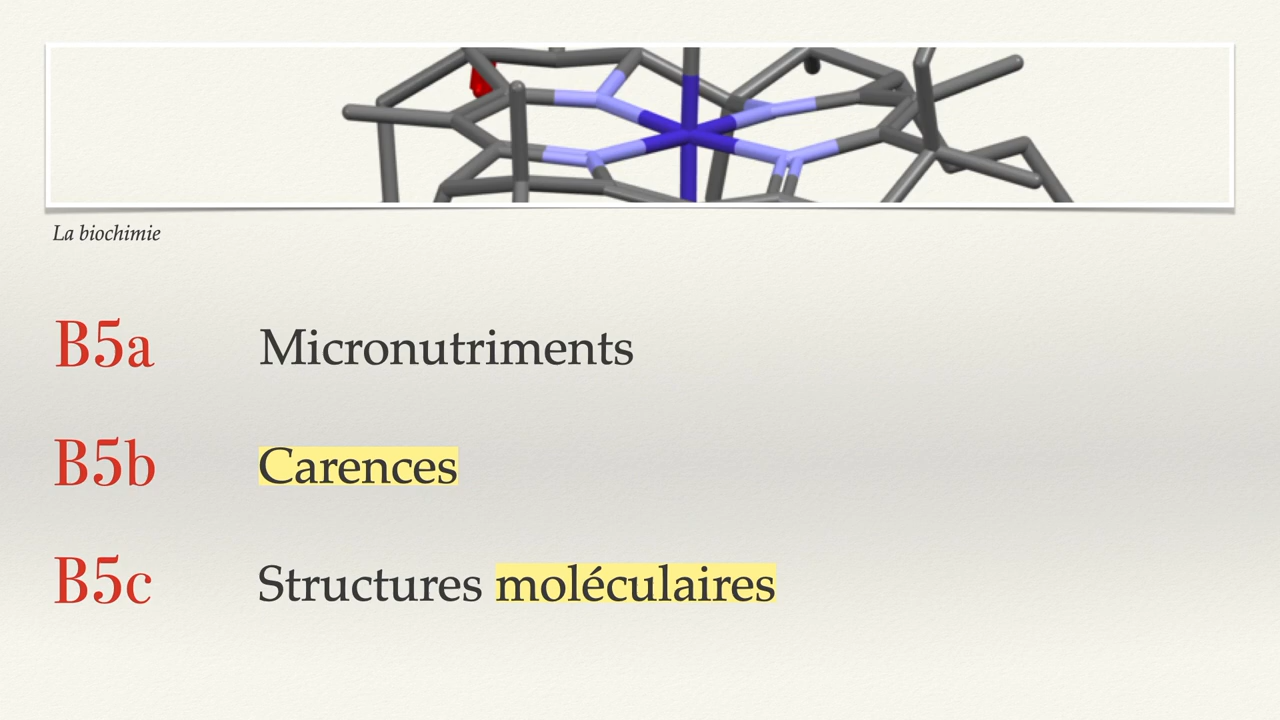 La biochimie
B5a Micronutriments
B5b Carences
B5c Structures moléculaires